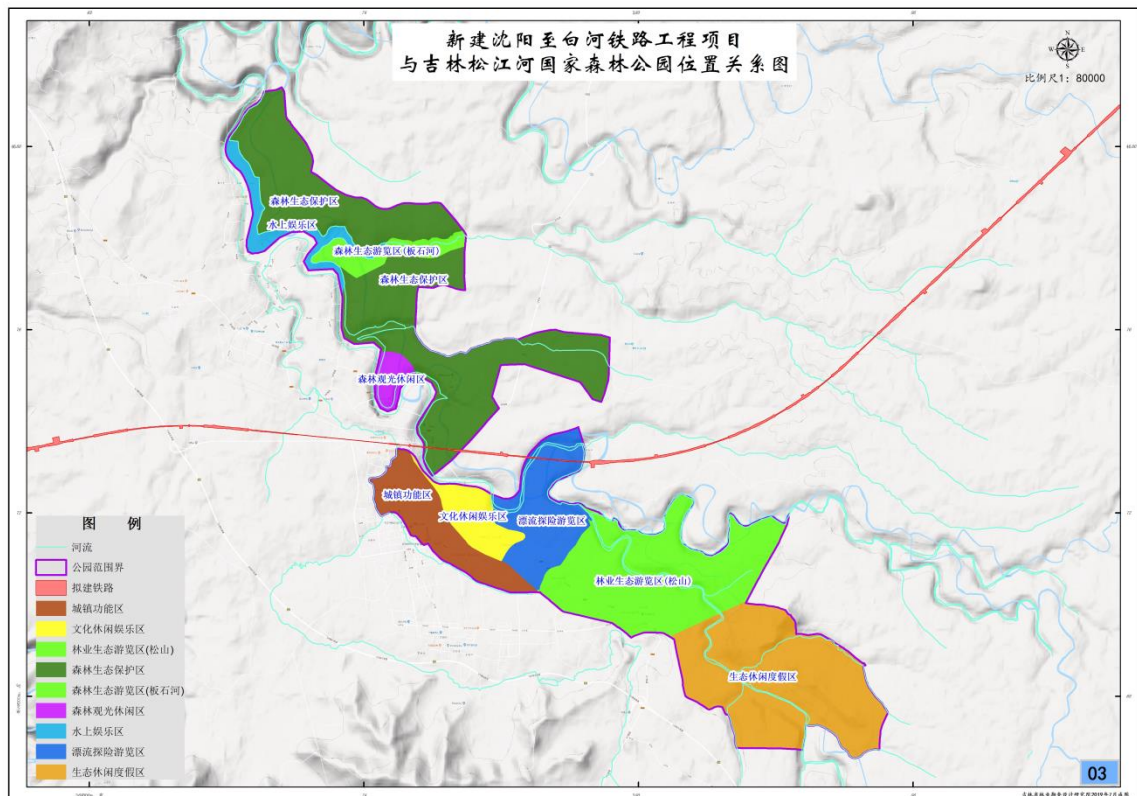 新建沈阳至白河铁路工程项目
与吉林松江河国家森林公园位置关系图
N
W
E
S
比例尺1：80000
森林生态保护区
水上娱乐区
森林生态游览区(板石河)
森林生态保护区
森林观光休闲区
城镇功能区
文化休闲娱乐区
漂流探险游览区
林业生态游览区(松山)
生态休闲度假区
图 例
河流
公园范围界
拟建铁路
城镇功能区
文化休闲娱乐区
林业生态游览区(松山)
森林生态保护区
森林生态游览区(板石河)
森林观光休闲区
水上娱乐区
漂流探险游览区
生态休闲度假区
03